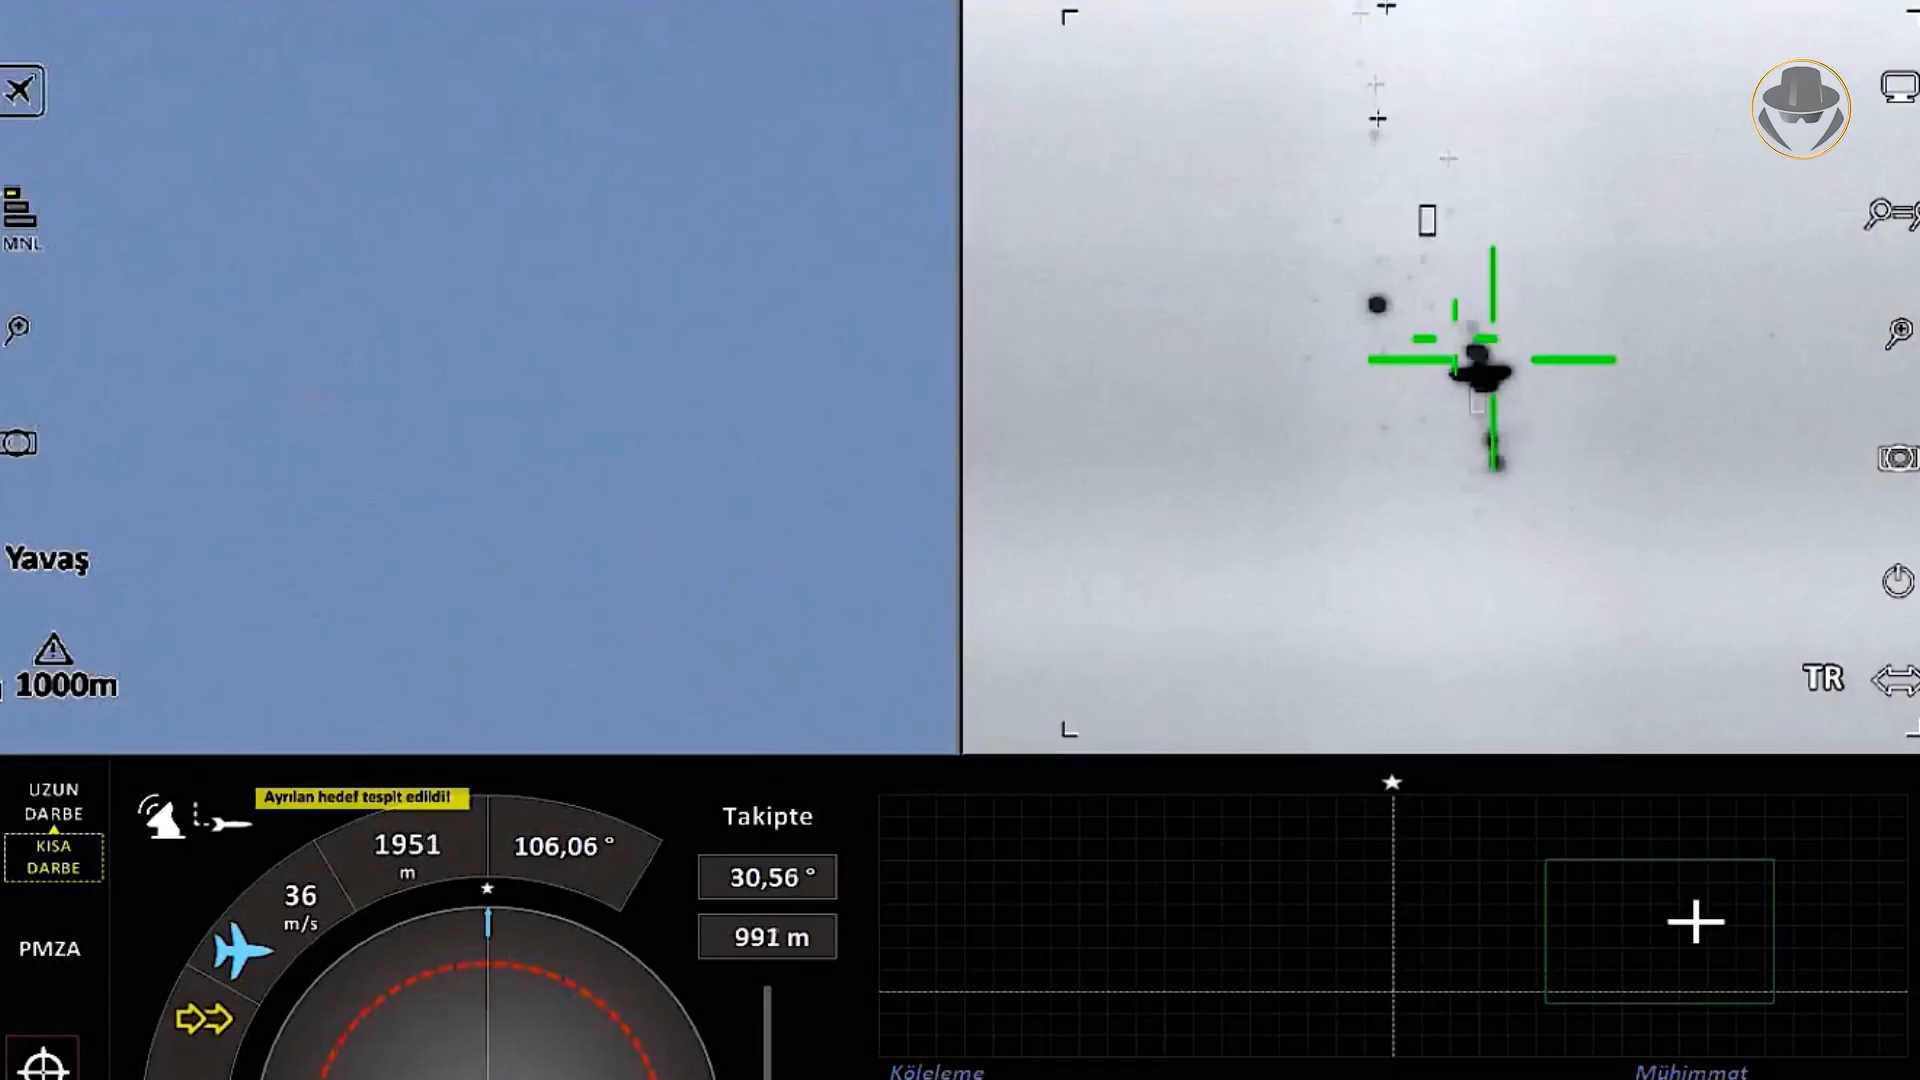 MNL
Yavaş
1000m
TR
UZUN
DARBE
KISA
DARBE
PMZA
Ayrılan hedef tespit edildi!
1951
m
106,06 °
36
m/s
Takipte
30,56 °
991 m
Köleleme
Mühimmat